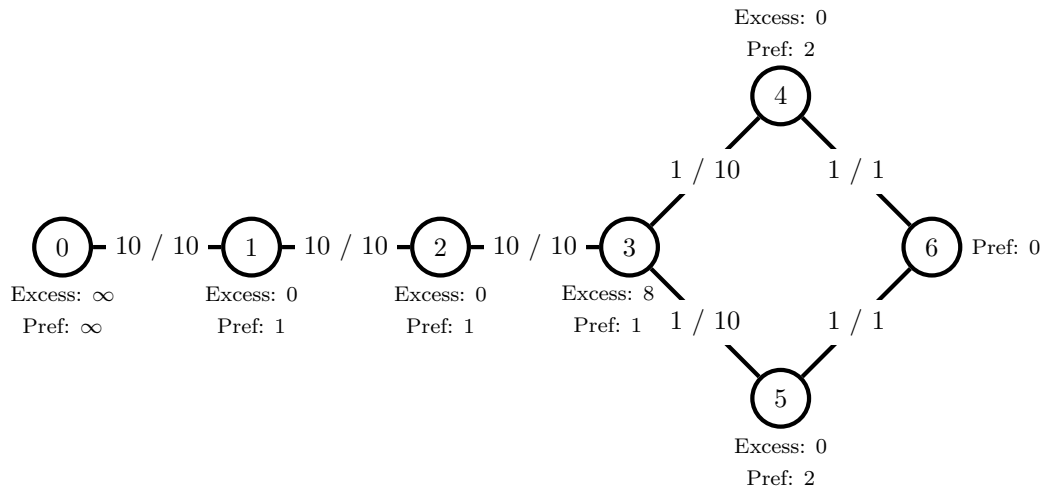 Excess: 0
Pref: 2
4
1 / 10
1 / 1
0
10 / 10
1
10 / 10
2
10 / 10
3
6
Pref: 0
Excess: ∞
Pref: ∞
Excess: 0
Pref: 1
Excess: 0
Pref: 1
Excess: 8
Pref: 1
1 / 10
1 / 1
5
Excess: 0
Pref: 2